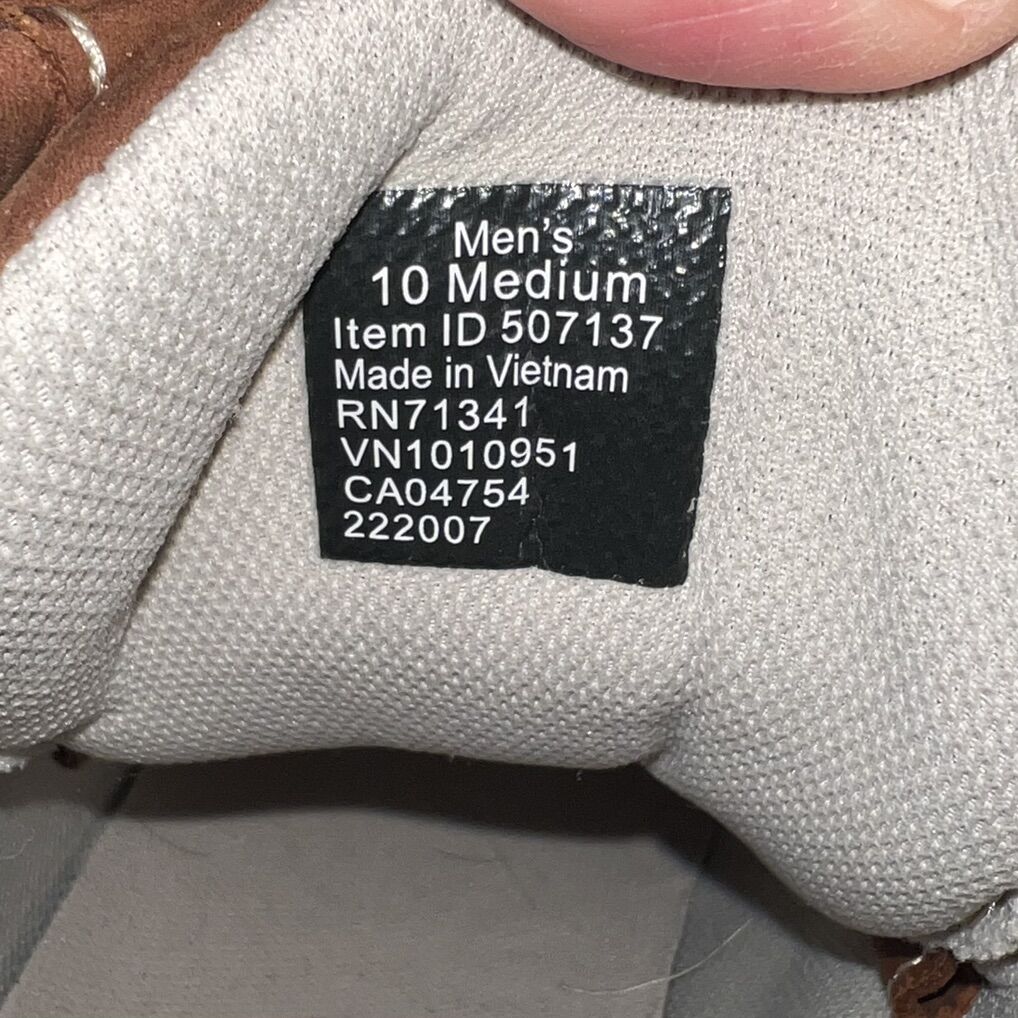 Men's
10 Medium
Item ID 507137
Made in Vietnam
RN71341
VN1010951
CA04754
222007